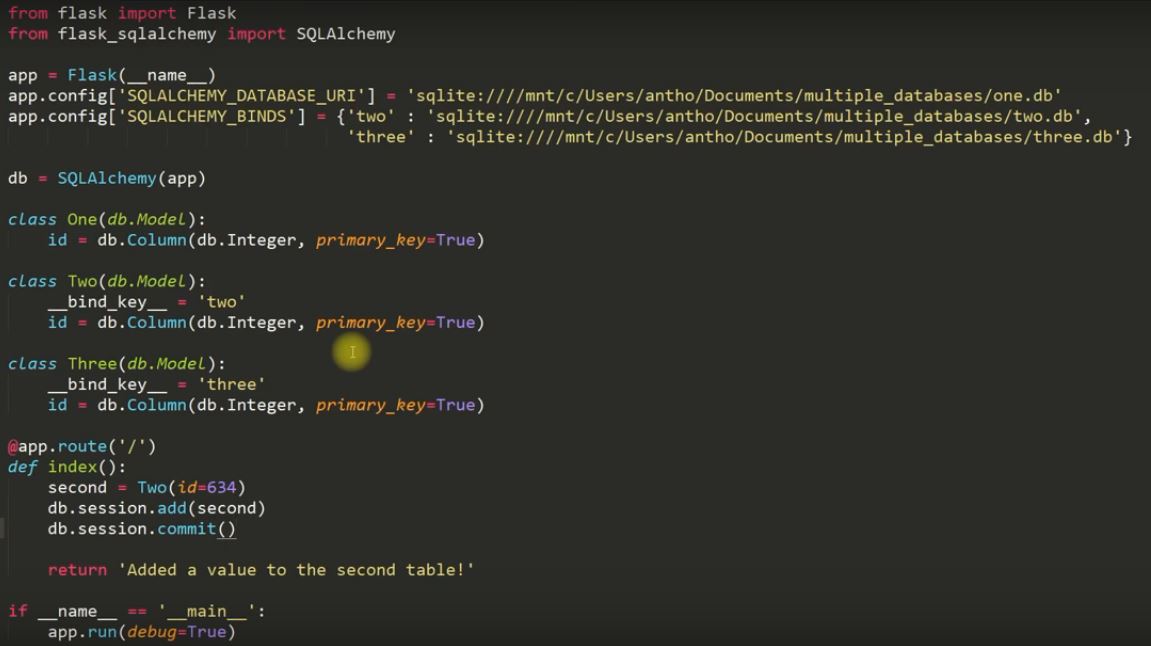 from flask import Flask
from flask_sqlalchemy import SQLAlchemy
app = Flask(__name__)
app.config['SQLALCHEMY_DATABASE_URI'] = 'sqlite:////mnt/c/Users/antho/Documents/multiple_databases/one.db'
app.config['SQLALCHEMY_BINDS'] = {'two' : 'sqlite:////mnt/c/Users/antho/Documents/multiple_databases/two.db',
'three' : 'sqlite:////mnt/c/Users/antho/Documents/multiple_databases/three.db'}
db = SQLAlchemy(app)
class One(db.Model):
id = db.Column(db.Integer, primary_key=True)
class Two(db.Model):
__bind_key__ = 'two'
id = db.Column(db.Integer, primary_key=True)
class Three(db.Model):
__bind_key__ = 'three'
id = db.Column(db.Integer, primary_key=True)
@app.route('/')
def index():
second = Two(id=634)
db.session.add(second)
db.session.commit()
return 'Added a value to the second table!'
if __name__ == '__main__':
app.run(debug=True)